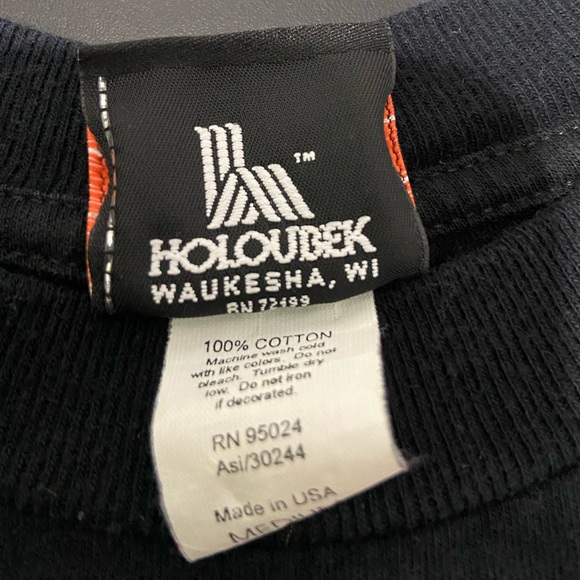 ™
HOLOUBEK
WAUKESHA, WI
RN 72199
100% COTTON
Machine wash cold
with like colors. Do not
bleach. Tumble dry
low. Do not iron
if decorated.
RN 95024
Asi/30244
Made in USA